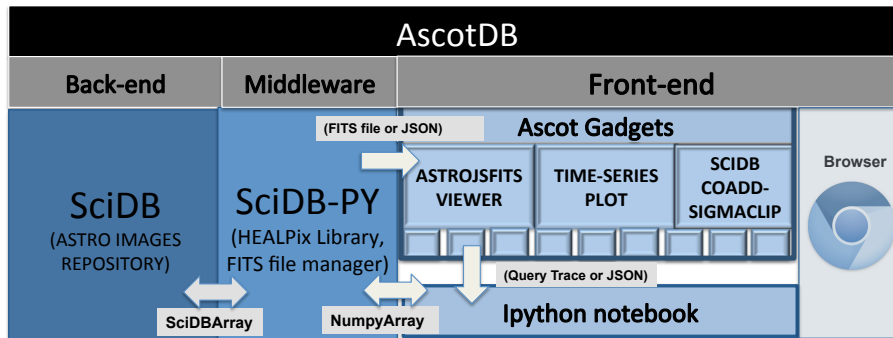 AscotDB
Back-end
Middleware
Front-end
(FITS file or JSON)
Ascot Gadgets
ASTROJSFITS
VIEWER
TIME-SERIES
PLOT
SCIDB
COADD-
SIGMACLIP
Browser
SciDB
(ASTRO IMAGES
REPOSITORY)
SciDB-PY
(HEALPix Library,
FITS file manager)
(Query Trace or JSON)
SciDBArray
NumpyArray
Ipython notebook